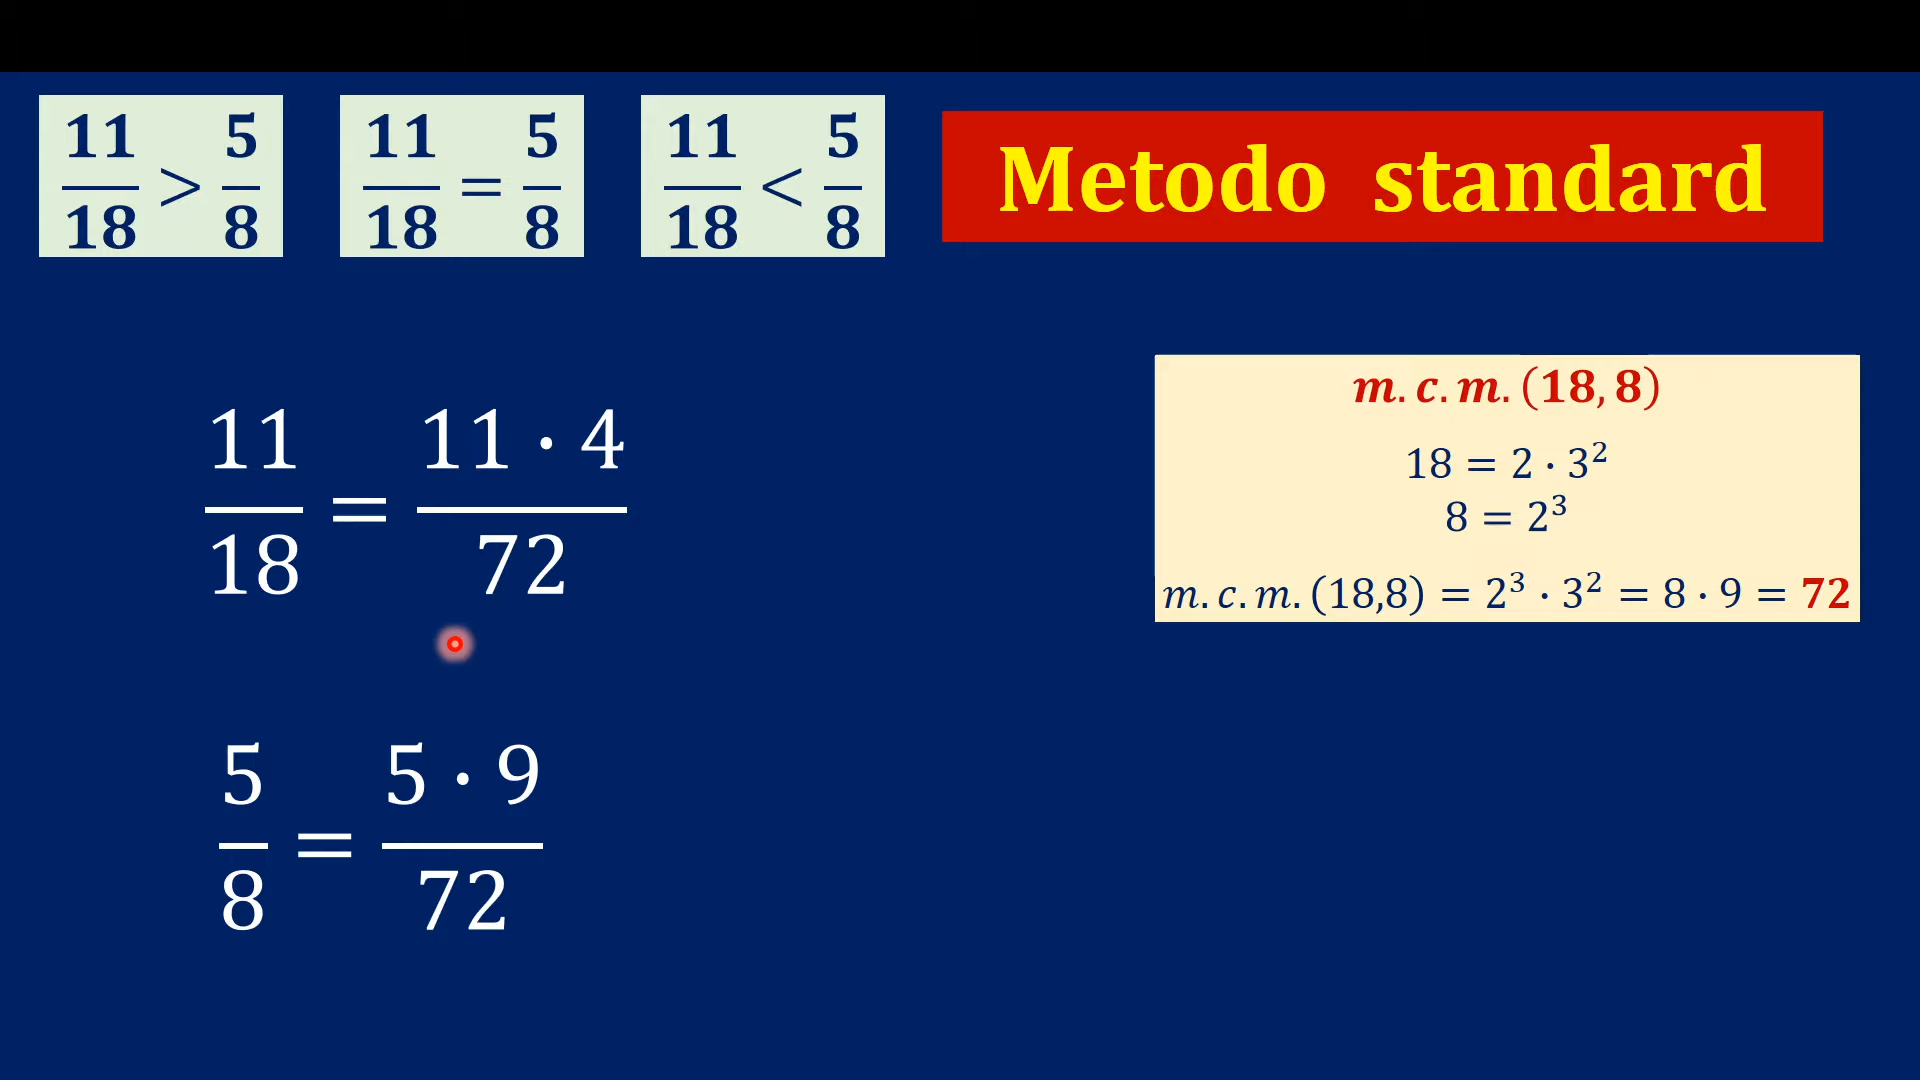 11/18 > 5/8
11/18 = 5/8
11/18 < 5/8
Metodo standard
11/18 = 11 · 4/72
m.c.m.(18,8)
18 = 2 · 3²
8 = 2³
m.c.m.(18,8) = 2³ · 3² = 8 · 9 = 72
5/8 = 5 · 9/72